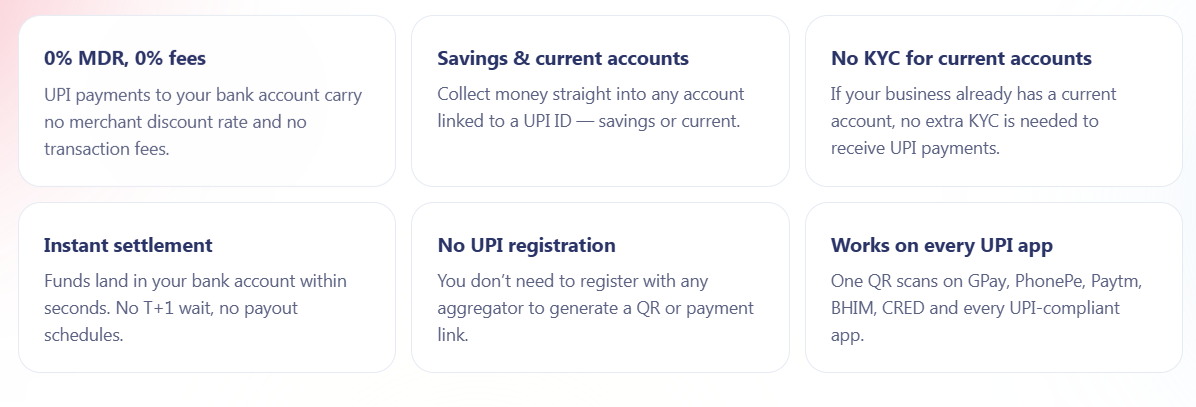 0% MDR, 0% fees
UPI payments to your bank account carry
no merchant discount rate and no
transaction fees.
Savings & current accounts
Collect money straight into any account
linked to a UPI ID — savings or current.
No KYC for current accounts
If your business already has a current
account, no extra KYC is needed to
receive UPI payments.
Instant settlement
Funds land in your bank account within
seconds. No T+1 wait, no payout
schedules.
No UPI registration
You don’t need to register with any
aggregator to generate a QR or payment
link.
Works on every UPI app
One QR scans on GPay, PhonePe, Paytm,
BHIM, CRED and every UPI-compliant
app.